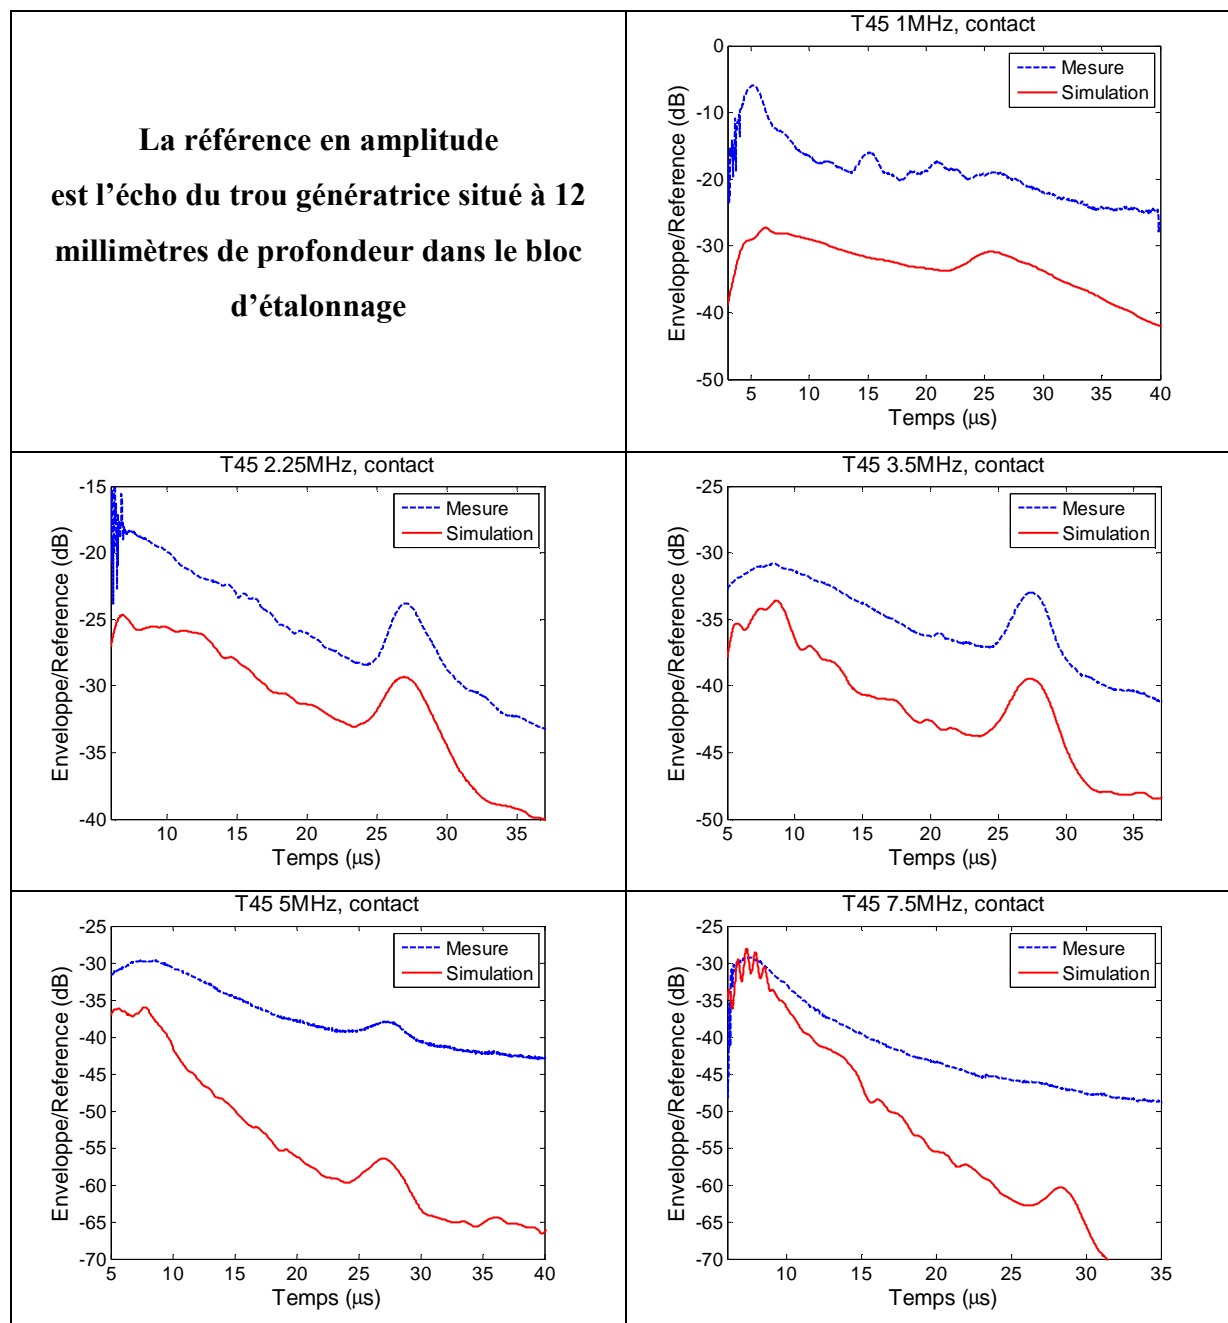 La référence en amplitude
est l’écho du trou génératrice situé à 12
millimètres de profondeur dans le bloc
d’étalonnage
T45 1MHz, contact
Enveloppe/Reference (dB)
0
-10
-20
-30
-40
-50
Mesure
Simulation
5 10 15 20 25 30 35 40
Temps (μs)
T45 2.25MHz, contact
Enveloppe/Reference (dB)
-15
-20
-25
-30
-35
-40
Mesure
Simulation
10 15 20 25 30 35
Temps (μs)
T45 3.5MHz, contact
Enveloppe/Reference (dB)
-25
-30
-35
-40
-45
-50
Mesure
Simulation
5 10 15 20 25 30 35
Temps (μs)
T45 5MHz, contact
Enveloppe/Reference (dB)
-25
-30
-35
-40
-45
-50
-55
-60
-65
-70
Mesure
Simulation
5 10 15 20 25 30 35 40
Temps (μs)
T45 7.5MHz, contact
Enveloppe/Reference (dB)
-25
-30
-35
-40
-45
-50
-55
-60
-65
-70
Mesure
Simulation
10 15 20 25 30 35
Temps (μs)